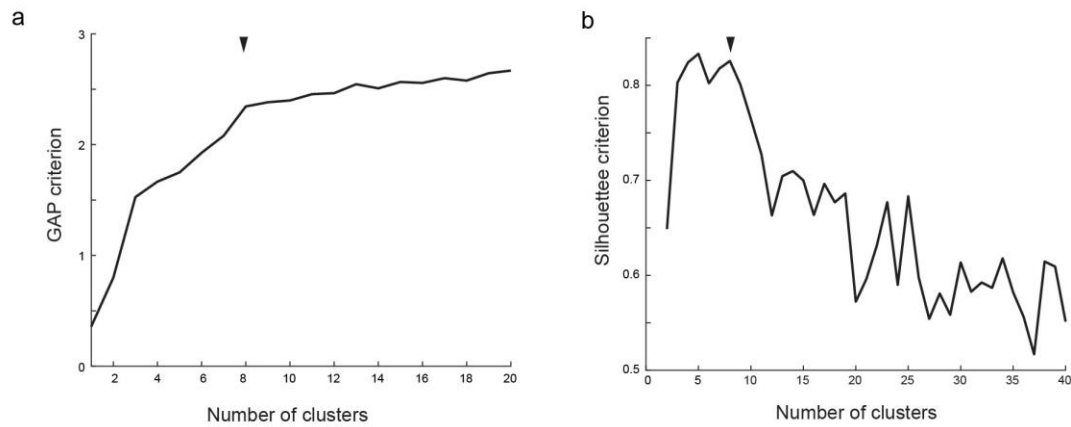 a
GAP criterion
3
2
1
0
2 4 6 8 10 12 14 16 18 20
Number of clusters
b
Silhouettee criterion
0.8
0.7
0.6
0.5
0 5 10 15 20 25 30 35 40
Number of clusters